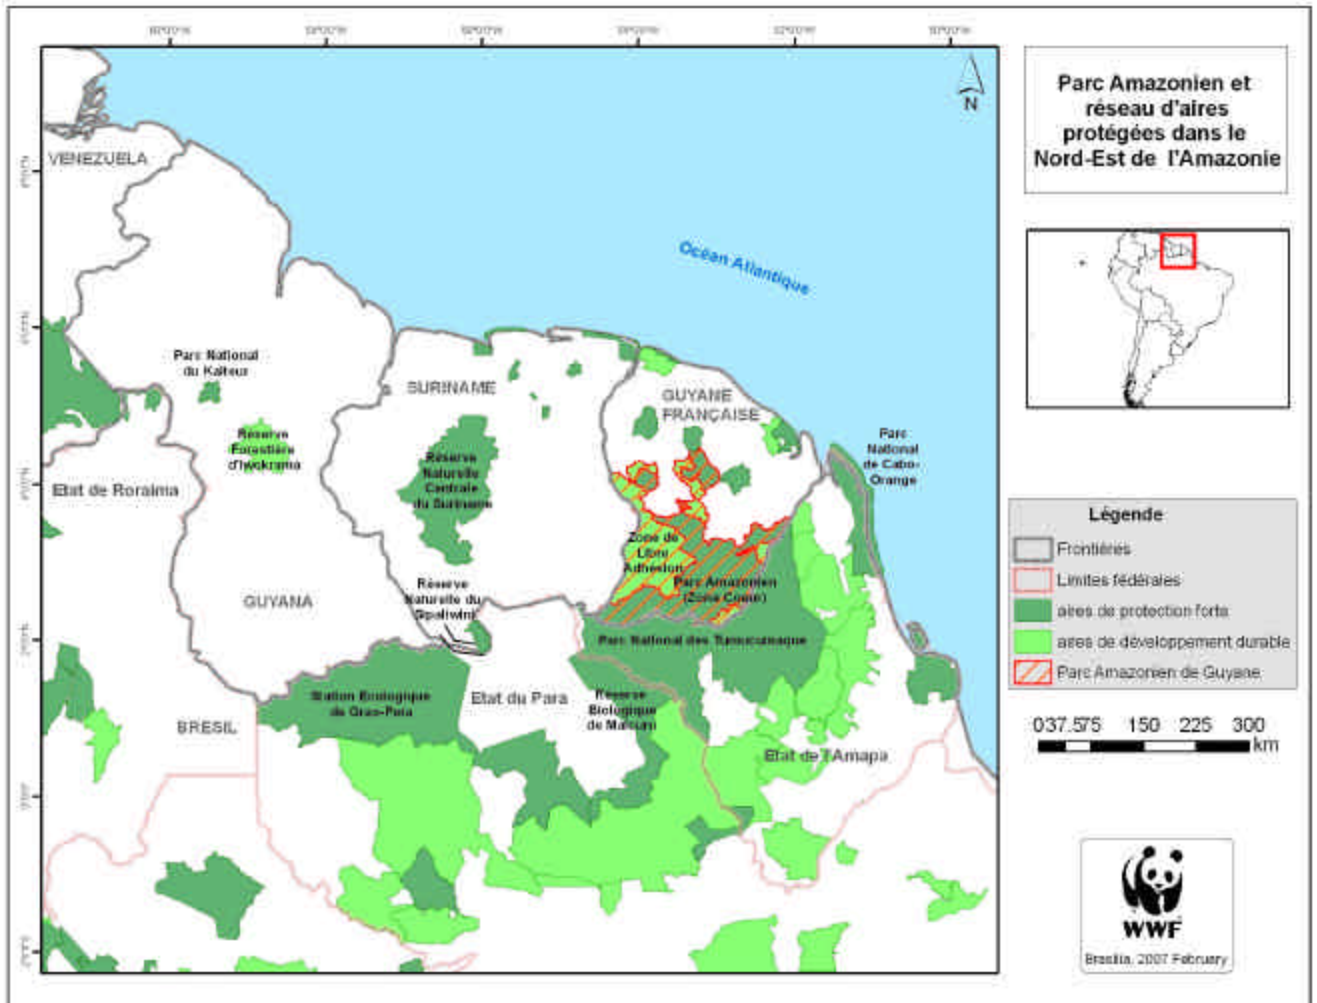 Parc Amazonien et
réseau d'aires
protégées dans le
Nord-Est de l'Amazonie
N
VENEZUELA
Océan Atlantique
Parc National
du Kaiteur
SURINAME
GUYANE
FRANÇAISE
Réserve
Forestière
d'Iwokrama
Parc
National
de Cabo-
Orange
Réserve
Naturelle
Centrale
du Suriname
Etat de Roraima
Zone de
Libre
Adhésion
Parc Amazonien
(Zone Coeur)
Réserve
Naturelle du
Sipaliwini
GUYANA
Parc National des Tumucumaque
Station Ecologique
de Grao-Para
Etat du Para
Réserve
Biologique
de Maicuru
BRESIL
Etat de l'Amapa
Légende
Frontières
Limites fédérales
aires de protection forte
aires de développement durable
Parc Amazonien de Guyane
037.575 150 225 300
km
WWF
Brasilia, 2007 February